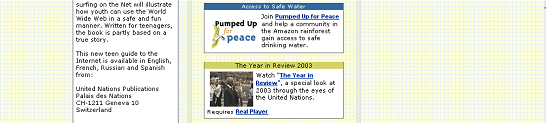 surfing on the Net will illustrate
how youth can use the World
Wide Web in a safe and fun
manner. Written for teenagers,
the book is partly based on a
true story.
This new teen guide to the
Internet is available in English,
French, Russian and Spanish
from:
United Nations Publications
Palais des Nations
CH-1211 Geneva 10
Switzerland
Access to Safe Water
Pumped Up
for peace
Join Pumped Up for Peace
and help a community in
the Amazon rainforest
gain access to safe
drinking water.
The Year in Review 2003
Watch "The Year in
Review", a special look at
2003 through the eyes of
the United Nations.
Requires Real Player